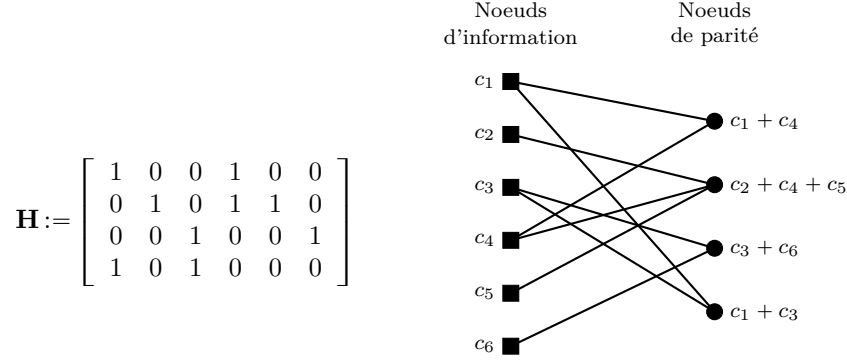 Noeuds
d'information
Noeuds
de parité
H :=
1 0 0 1 0 0
0 1 0 1 1 0
0 0 1 0 0 1
1 0 1 0 0 0
c1
c2
c3
c4
c5
c6
c1 + c4
c2 + c4 + c5
c3 + c6
c1 + c3